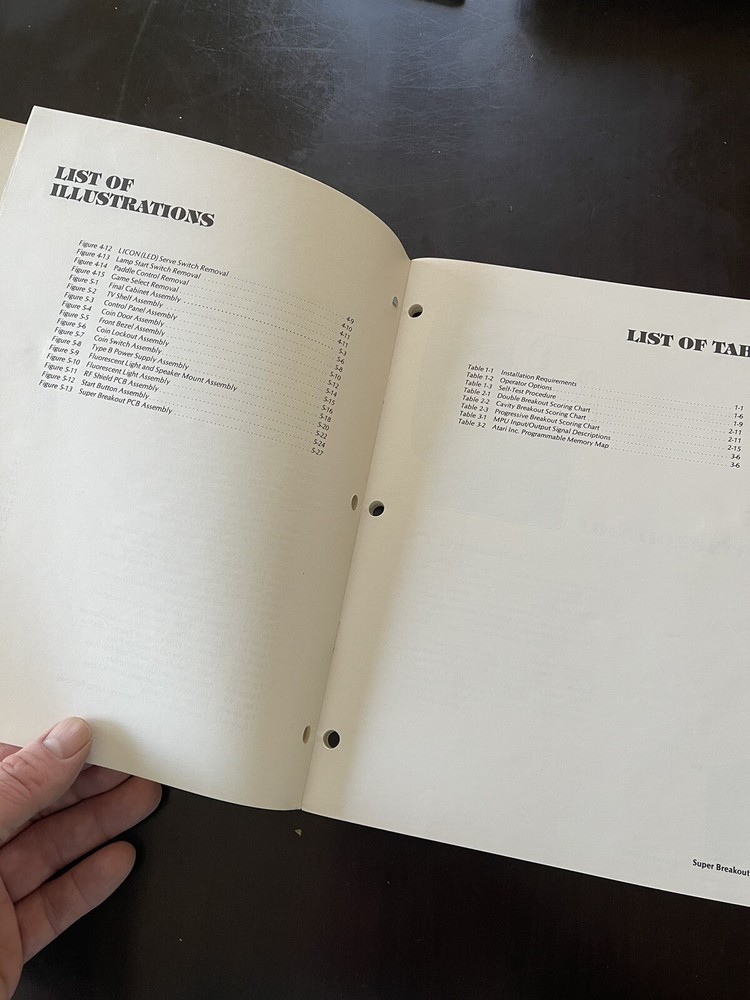 LIST OF
ILLUSTRATIONS
Figure 4-12 LICON (LED) Serve Switch Removal 4-9
Figure 4-13 Lamp Start Switch Removal 4-10
Figure 4-14 Paddle Control Removal 4-11
Figure 4-15 Game Select Removal 4-11
Figure 5-1 Final Cabinet Assembly 5-3
Figure 5-2 TV Shelf Assembly 5-6
Figure 5-3 Control Panel Assembly 5-8
Figure 5-4 Coin Door Assembly 5-10
Figure 5-5 Front Bezel Assembly 5-12
Figure 5-6 Coin Lockout Assembly 5-14
Figure 5-7 Coin Switch Assembly 5-15
Figure 5-8 Type B Power Supply Assembly 5-16
Figure 5-9 Fluorescent Light and Speaker Mount Assembly 5-18
Figure 5-10 Fluorescent Light Assembly 5-20
Figure 5-11 RF Shield PCB Assembly 5-22
Figure 5-12 Start Button Assembly 5-24
Figure 5-13 Super Breakout PCB Assembly 5-27
LIST OF TAB
Table 1-1 Installation Requirements 1-1
Table 1-2 Operator Options 1-6
Table 1-3 Self-Test Procedure 1-9
Table 2-1 Double Breakout Scoring Chart 2-11
Table 2-2 Cavity Breakout Scoring Chart 2-11
Table 2-3 Progressive Breakout Scoring Chart 2-15
Table 3-1 MPU Input/Output Signal Descriptions 3-6
Table 3-2 Atari Inc. Programmable Memory Map 3-6
Super Breakout